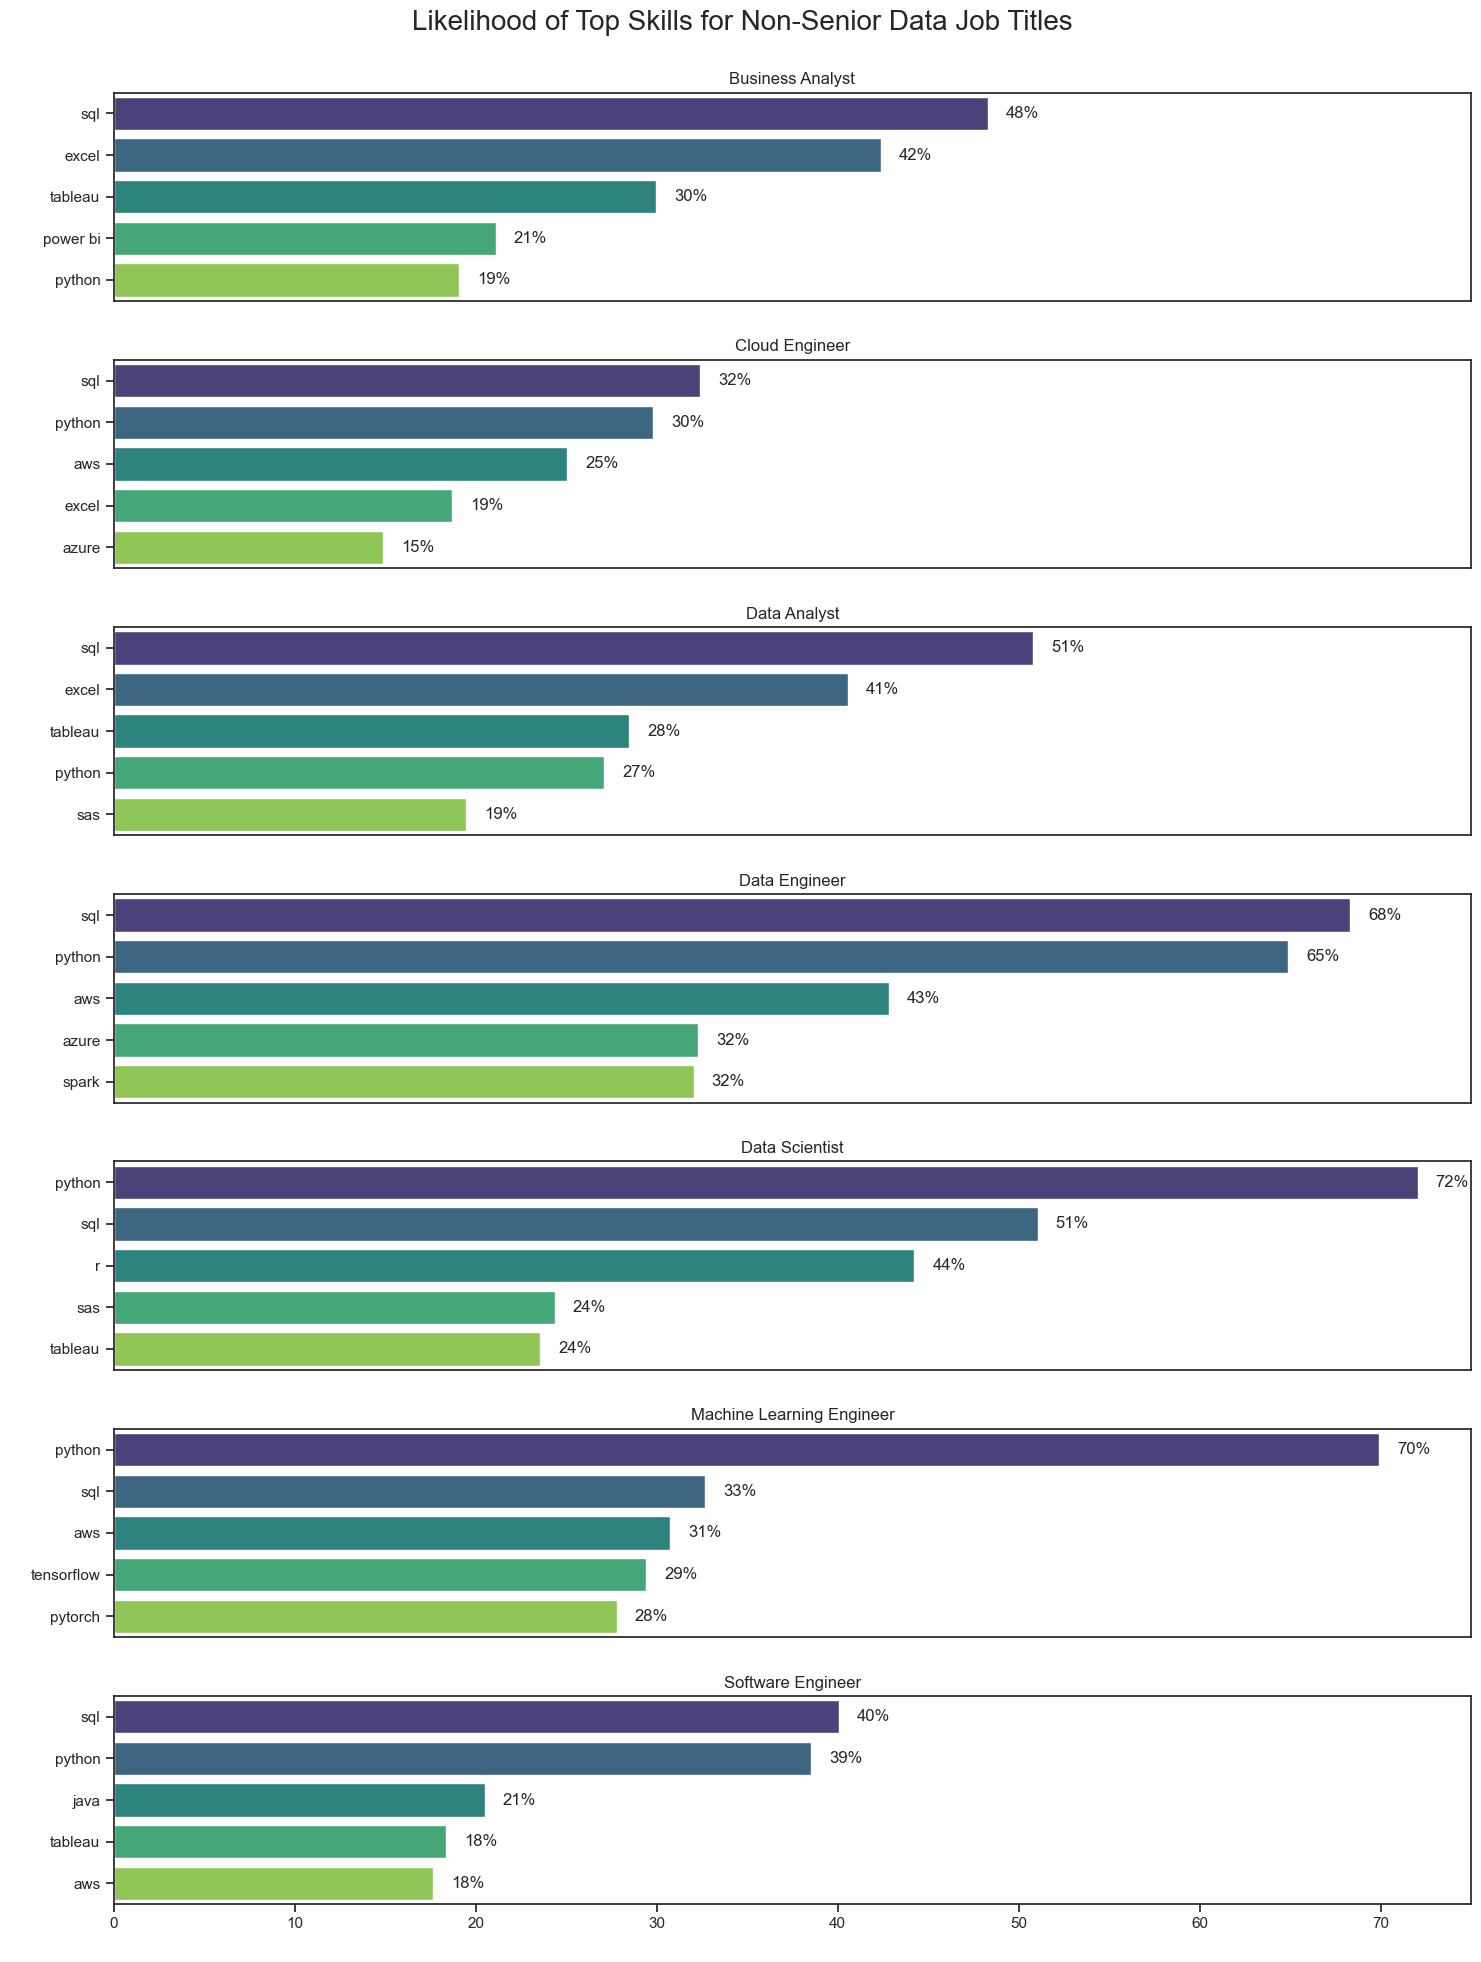 Likelihood of Top Skills for Non-Senior Data Job Titles
Business Analyst
sql 48%
excel 42%
tableau 30%
power bi 21%
python 19%
Cloud Engineer
sql 32%
python 30%
aws 25%
excel 19%
azure 15%
Data Analyst
sql 51%
excel 41%
tableau 28%
python 27%
sas 19%
Data Engineer
sql 68%
python 65%
aws 43%
azure 32%
spark 32%
Data Scientist
python 72%
sql 51%
r 44%
sas 24%
tableau 24%
Machine Learning Engineer
python 70%
sql 33%
aws 31%
tensorflow 29%
pytorch 28%
Software Engineer
sql 40%
python 39%
java 21%
tableau 18%
aws 18%
0 10 20 30 40 50 60 70